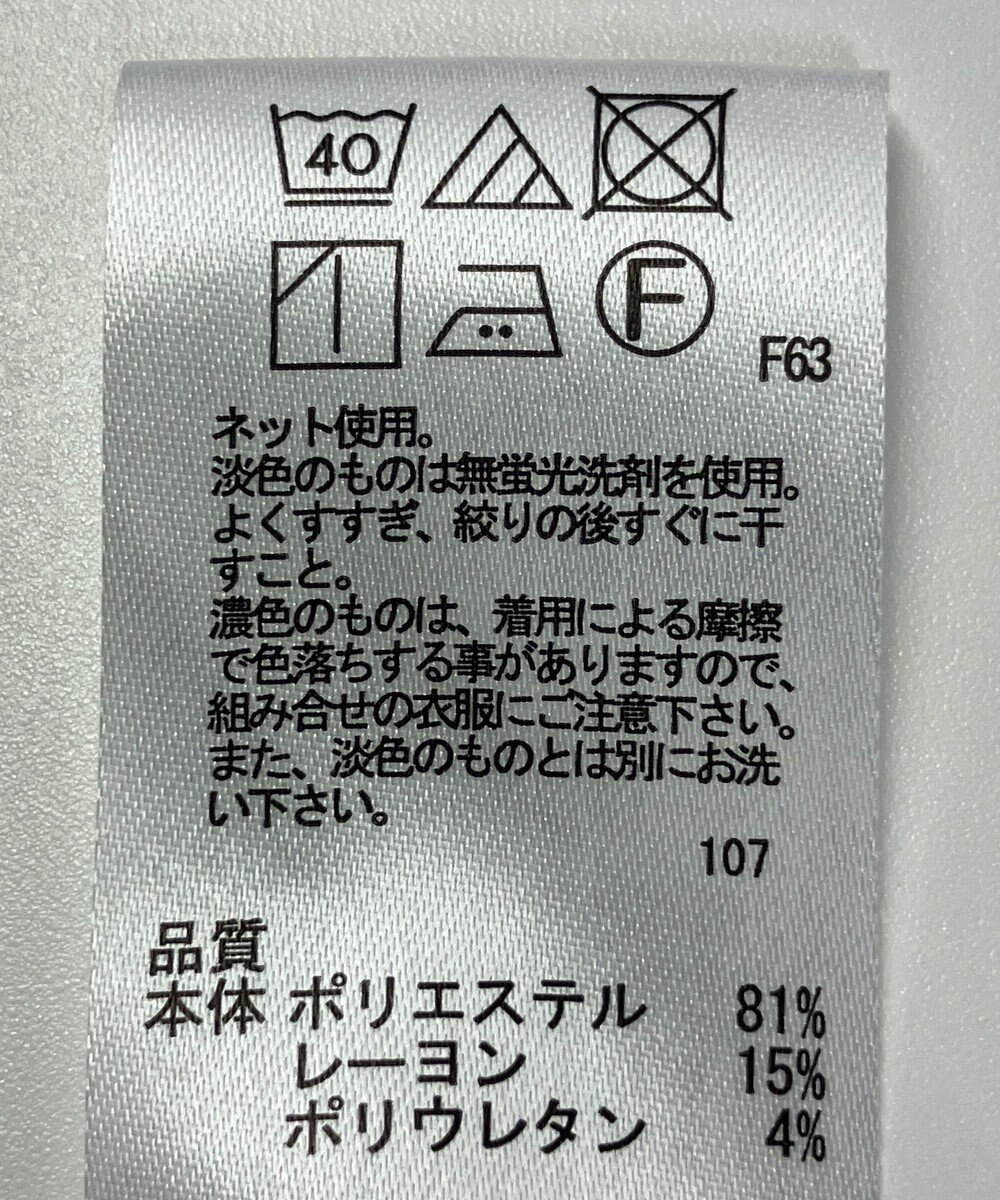 40
F
F63
ネット使用。
淡色のものは無蛍光洗剤を使用。
よくすすぎ、絞りの後すぐに干
すこと。
濃色のものは、着用による摩擦
で色落ちする事がありますので、
組み合せの衣服にご注意下さい。
また、淡色のものとは別にお洗
い下さい。
107
品質
本体 ポリエステル 81%
レーヨン 15%
ポリウレタン 4%